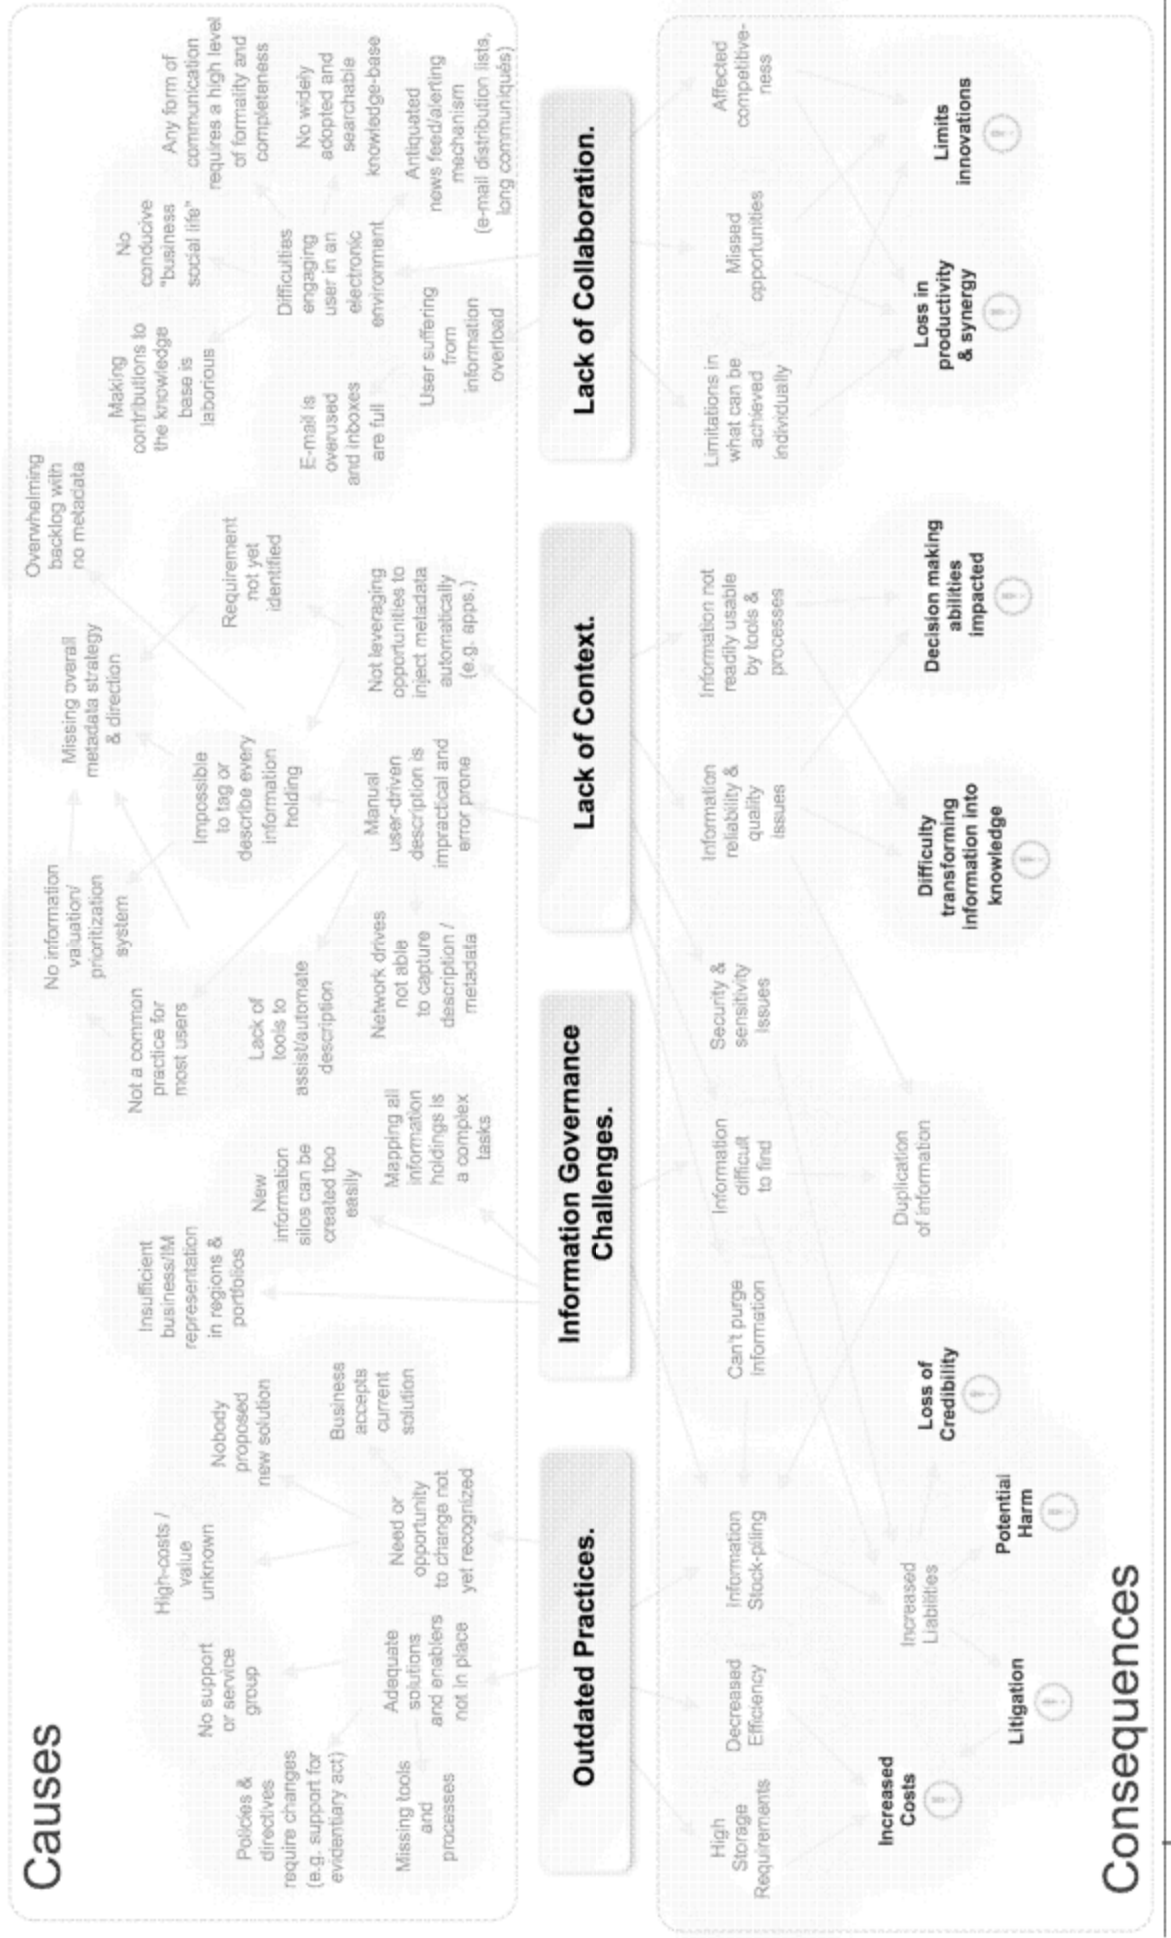 Causes
Policies &
directives
require changes
(e.g. support for
evidentiary act)
Missing tools
and
processes
No support
or service
group
Adequate
solutions
and enablers
not in place
High-costs /
value
unknown
Need or
opportunity
to change not
yet recognized
Nobody
proposed
new solution
Business
accepts
current
solution
Insufficient
business/IM
representation
in regions &
portfolios
New
information
silos can be
created too
easily
Mapping all
information
holdings is
a complex
tasks
Not a common
practice for
most users
Lack of
tools to
assist/automate
description
Network drives
not able
to capture
description /
metadata
No information
valuation/
prioritization
system
Impossible
to tag or
describe every
information
holding
Manual
user-driven
description is
impractical and
error prone
Missing overall
metadata strategy
& direction
Not leveraging
opportunities to
inject metadata
automatically
(e.g. apps.)
Requirement
not yet
identified
Overwhelming
backlog with
no metadata
Making
contributions to
the knowledge
base is
laborious
E-mail is
overused
and inboxes
are full
User suffering
from
information
overload
No
conducive
"business
social life"
Difficulties
engaging
user in an
electronic
environment
Any form of
communication
requires a high level
of formality and
completeness
No widely
adopted and
searchable
knowledge-base
Antiquated
news feed/alerting
mechanism
(e-mail distribution lists,
long communiqués)
Outdated Practices.
Information Governance
Challenges.
Lack of Context.
Lack of Collaboration.
High
Storage
Requirements
Decreased
Efficiency
Information
Stock-piling
Can't purge
information
Information
difficult
to find
Security &
sensitivity
issues
Information
reliability &
quality
issues
Information not
readily usable
by tools &
processes
Limitations in
what can be
achieved
individually
Missed
opportunities
Affected
competitive-
ness
Increased
Costs
!
Litigation
!
Increased
Liabilities
Potential
Harm
!
Loss of
Credibility
!
Duplication
of information
Difficulty
transforming
information into
knowledge
!
Decision making
abilities
impacted
!
Loss in
productivity
& synergy
!
Limits
innovations
!
Consequences